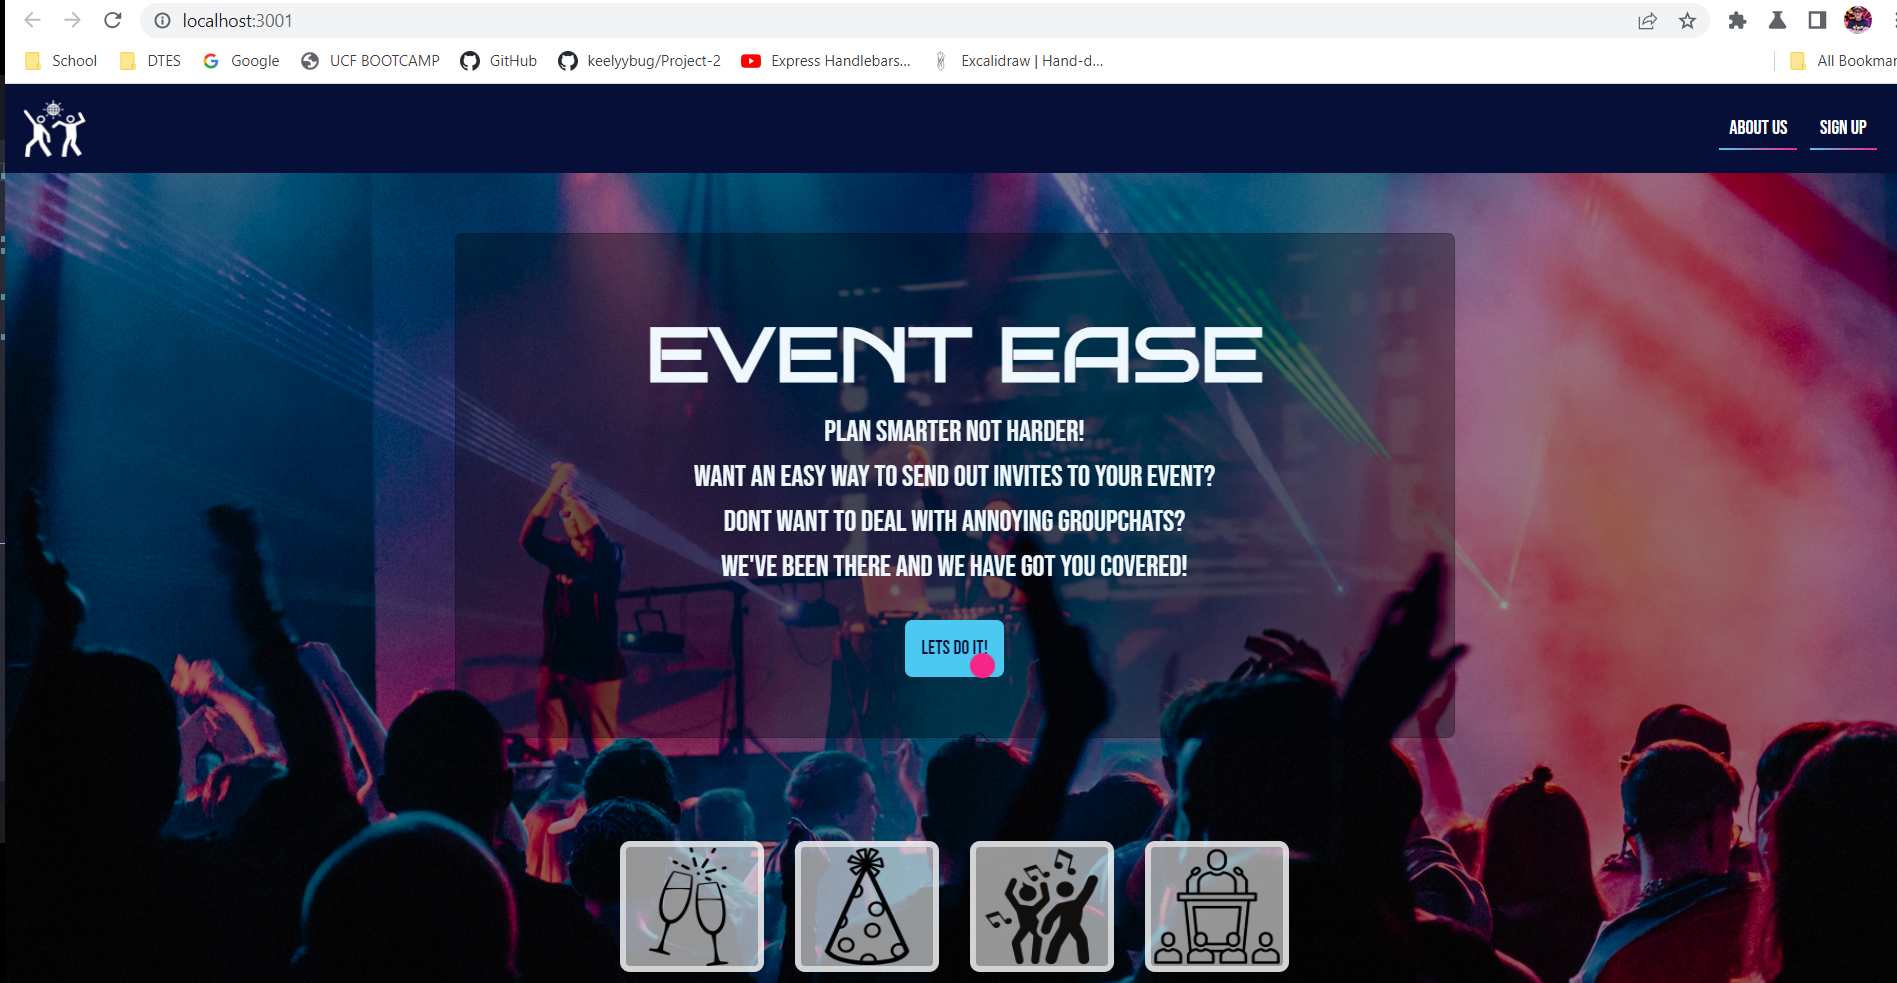 localhost:3001
School DTES Google UCF BOOTCAMP GitHub keelyybug/Project-2 Express Handlebars... Excalidraw | Hand-d... All Bookmar
ABOUT US SIGN UP
EVENT EASE
PLAN SMARTER NOT HARDER!
WANT AN EASY WAY TO SEND OUT INVITES TO YOUR EVENT?
DONT WANT TO DEAL WITH ANNOYING GROUPCHATS?
WE'VE BEEN THERE AND WE HAVE GOT YOU COVERED!
LETS DO IT!